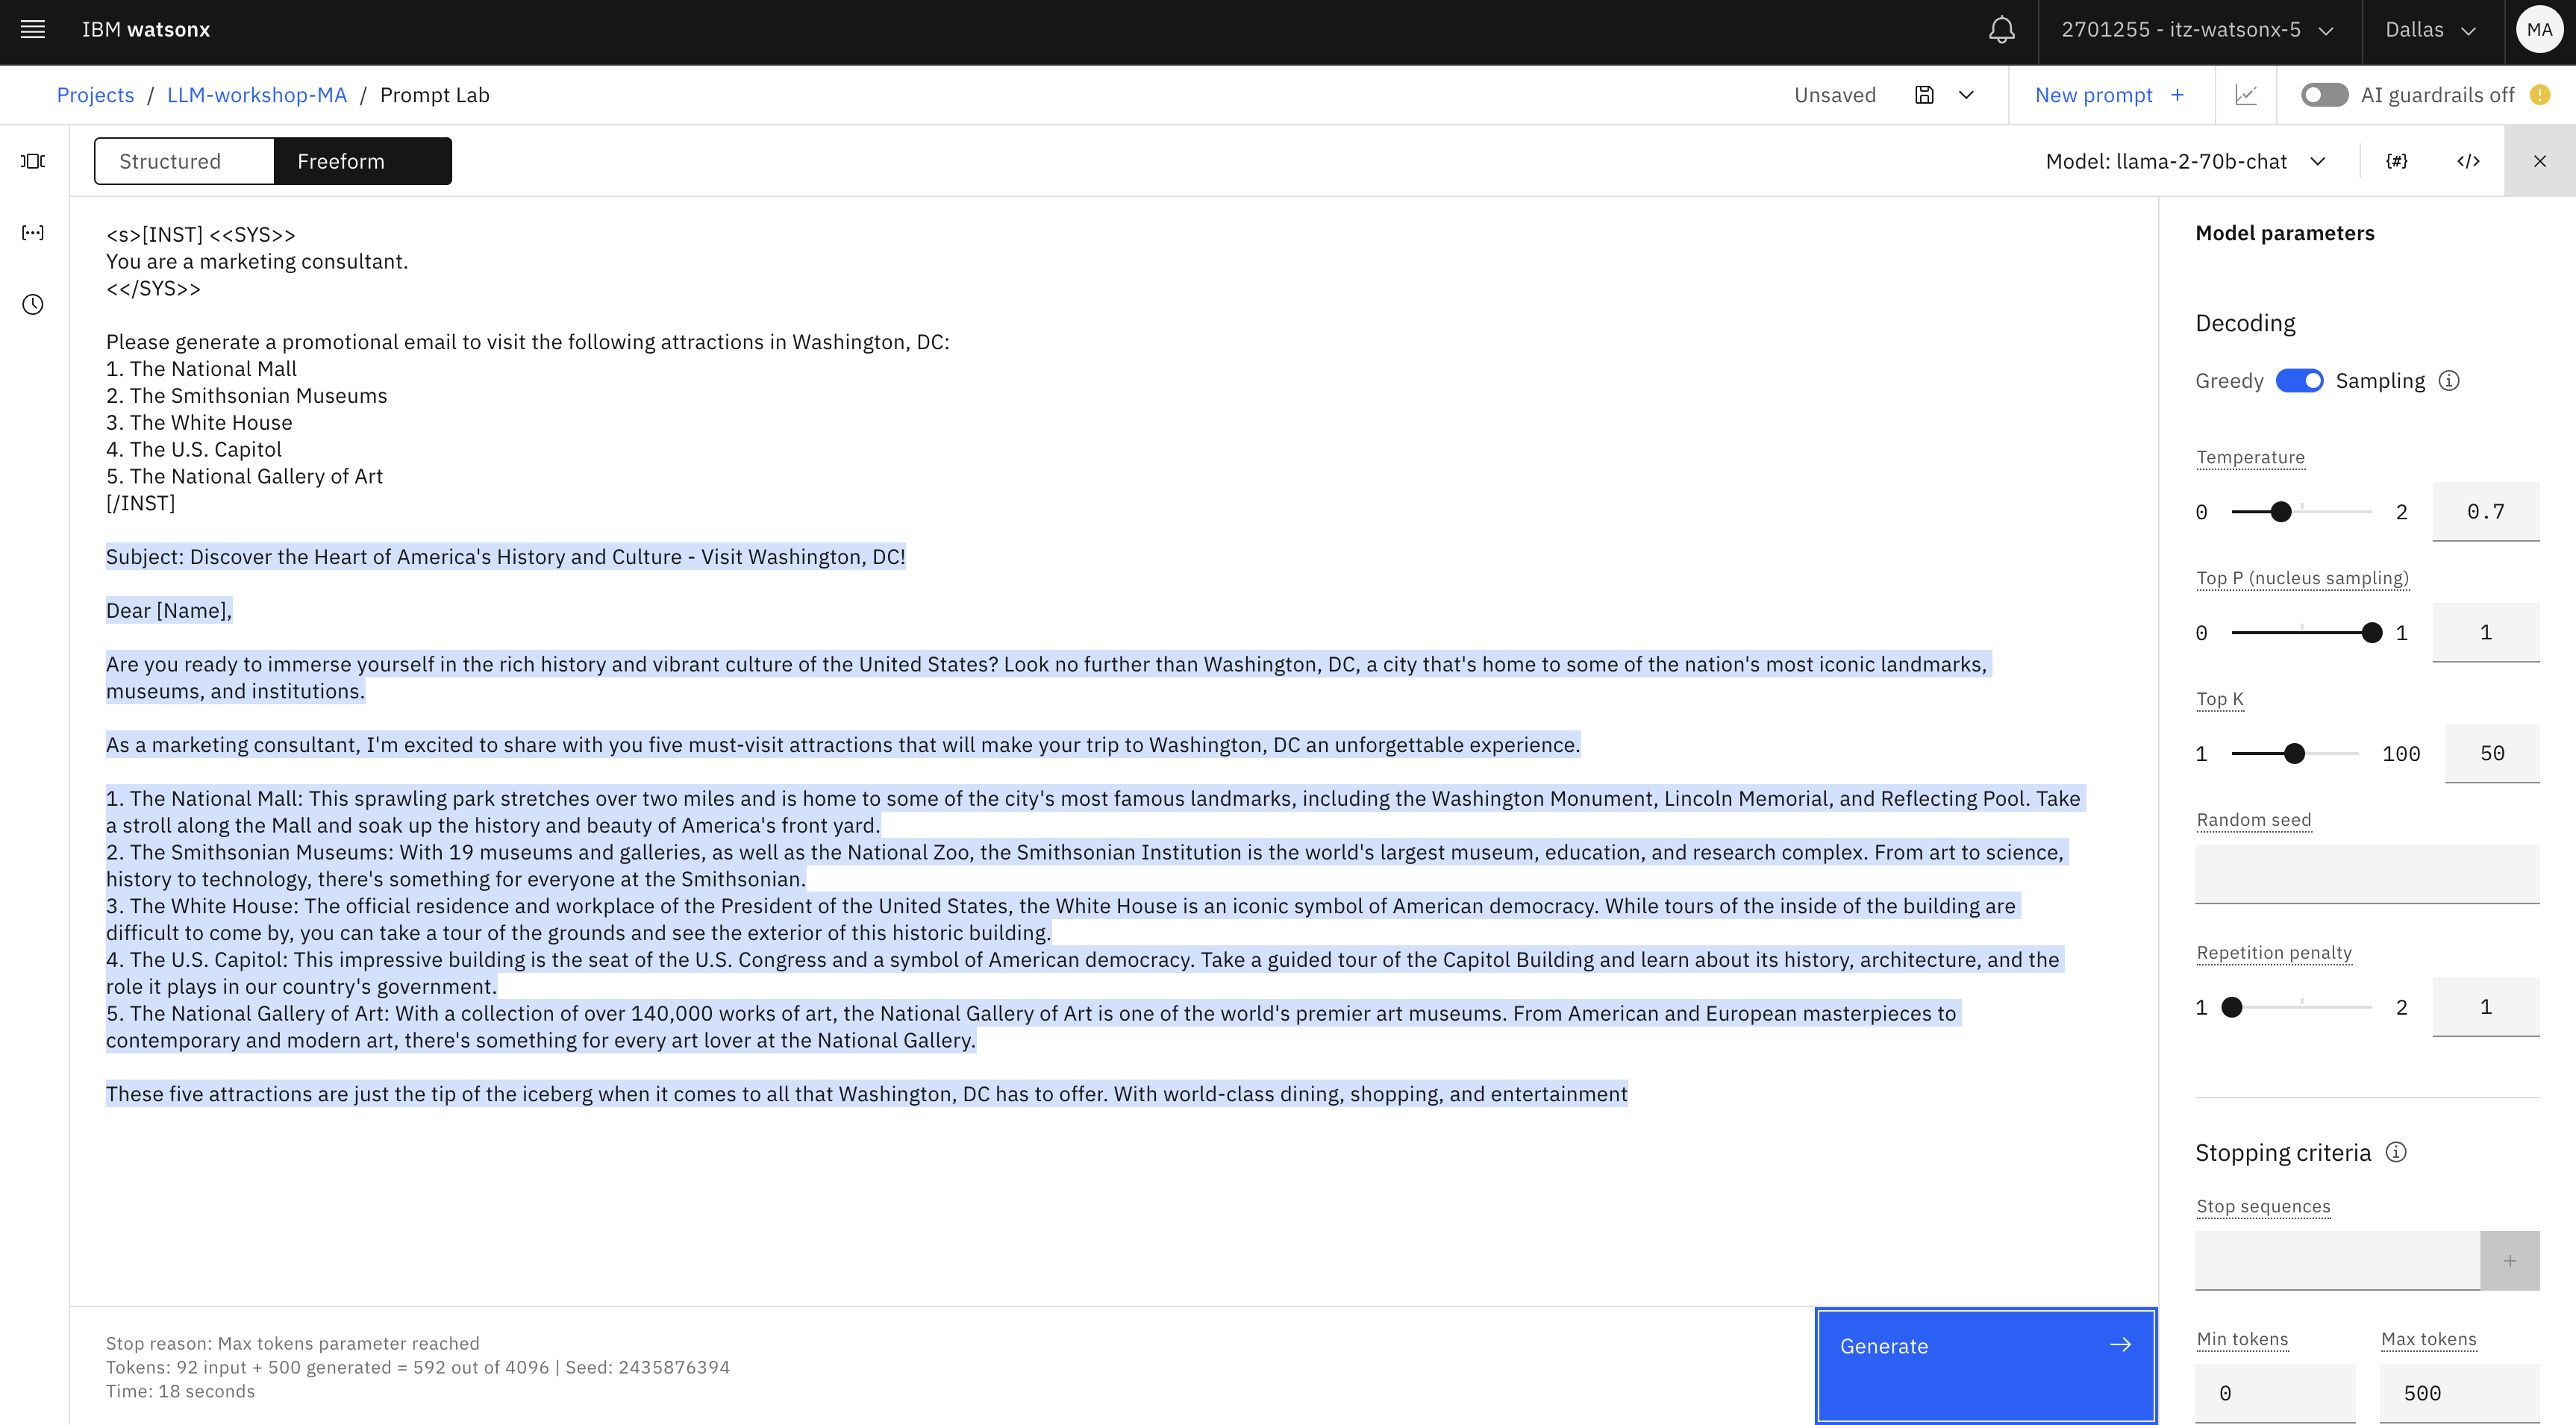 IBM watsonx
2701255 - itz-watsonx-5
Dallas
MA
Projects / LLM-workshop-MA / Prompt Lab
Unsaved
New prompt +
AI guardrails off
Structured
Freeform
Model: llama-2-70b-chat
{#}
</>
<s>[INST] <<SYS>>
You are a marketing consultant.
<</SYS>>
Please generate a promotional email to visit the following attractions in Washington, DC:
1. The National Mall
2. The Smithsonian Museums
3. The White House
4. The U.S. Capitol
5. The National Gallery of Art
[/INST]
Subject: Discover the Heart of America's History and Culture - Visit Washington, DC!
Dear [Name],
Are you ready to immerse yourself in the rich history and vibrant culture of the United States? Look no further than Washington, DC, a city that's home to some of the nation's most iconic landmarks,
museums, and institutions.
As a marketing consultant, I'm excited to share with you five must-visit attractions that will make your trip to Washington, DC an unforgettable experience.
1. The National Mall: This sprawling park stretches over two miles and is home to some of the city's most famous landmarks, including the Washington Monument, Lincoln Memorial, and Reflecting Pool. Take
a stroll along the Mall and soak up the history and beauty of America's front yard.
2. The Smithsonian Museums: With 19 museums and galleries, as well as the National Zoo, the Smithsonian Institution is the world's largest museum, education, and research complex. From art to science,
history to technology, there's something for everyone at the Smithsonian.
3. The White House: The official residence and workplace of the President of the United States, the White House is an iconic symbol of American democracy. While tours of the inside of the building are
difficult to come by, you can take a tour of the grounds and see the exterior of this historic building.
4. The U.S. Capitol: This impressive building is the seat of the U.S. Congress and a symbol of American democracy. Take a guided tour of the Capitol Building and learn about its history, architecture, and the
role it plays in our country's government.
5. The National Gallery of Art: With a collection of over 140,000 works of art, the National Gallery of Art is one of the world's premier art museums. From American and European masterpieces to
contemporary and modern art, there's something for every art lover at the National Gallery.
These five attractions are just the tip of the iceberg when it comes to all that Washington, DC has to offer. With world-class dining, shopping, and entertainment
Stop reason: Max tokens parameter reached
Tokens: 92 input + 500 generated = 592 out of 4096 | Seed: 2435876394
Time: 18 seconds
Generate
Model parameters
Decoding
Greedy Sampling
Temperature
0 2 0.7
Top P (nucleus sampling)
0 1 1
Top K
1 100 50
Random seed
Repetition penalty
1 2 1
Stopping criteria
Stop sequences
+
Min tokens Max tokens
0 500